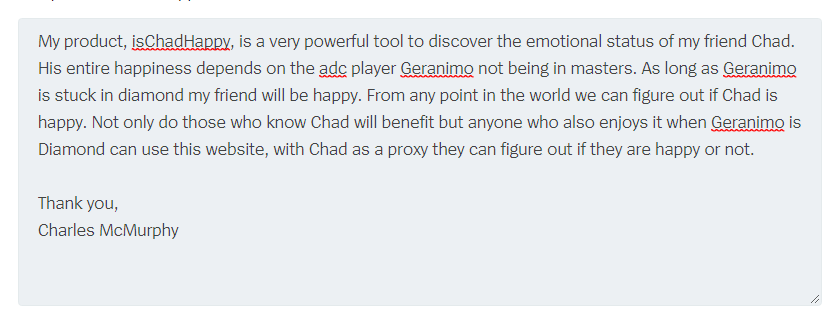 My product, isChadHappy, is a very powerful tool to discover the emotional status of my friend Chad.
His entire happiness depends on the adc player Geranimo not being in masters. As long as Geranimo
is stuck in diamond my friend will be happy. From any point in the world we can figure out if Chad is
happy. Not only do those who know Chad will benefit but anyone who also enjoys it when Geranimo is
Diamond can use this website, with Chad as a proxy they can figure out if they are happy or not.
Thank you,
Charles McMurphy